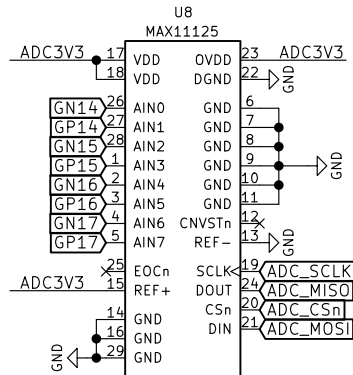 U8
MAX11125
ADC3V3 17 VDD OVDD 23 ADC3V3
18 VDD DGND 22 GND
GN14 26 AIN0 GND 6
GP14 27 AIN1 GND 7
GN15 28 AIN2 GND 8
GP15 1 AIN3 GND 9 GND
GN16 2 AIN4 GND 10
GP16 3 AIN5 GND 11
GN17 4 AIN6 CNVSTn 12
GP17 5 AIN7 REF- 13 GND
25 EOCn SCLK 19 ADC_SCLK
ADC3V3 15 REF+ DOUT 24 ADC_MISO
14 GND CSn 20 ADC_CSn
16 GND DIN 21 ADC_MOSI
GND 29 GND